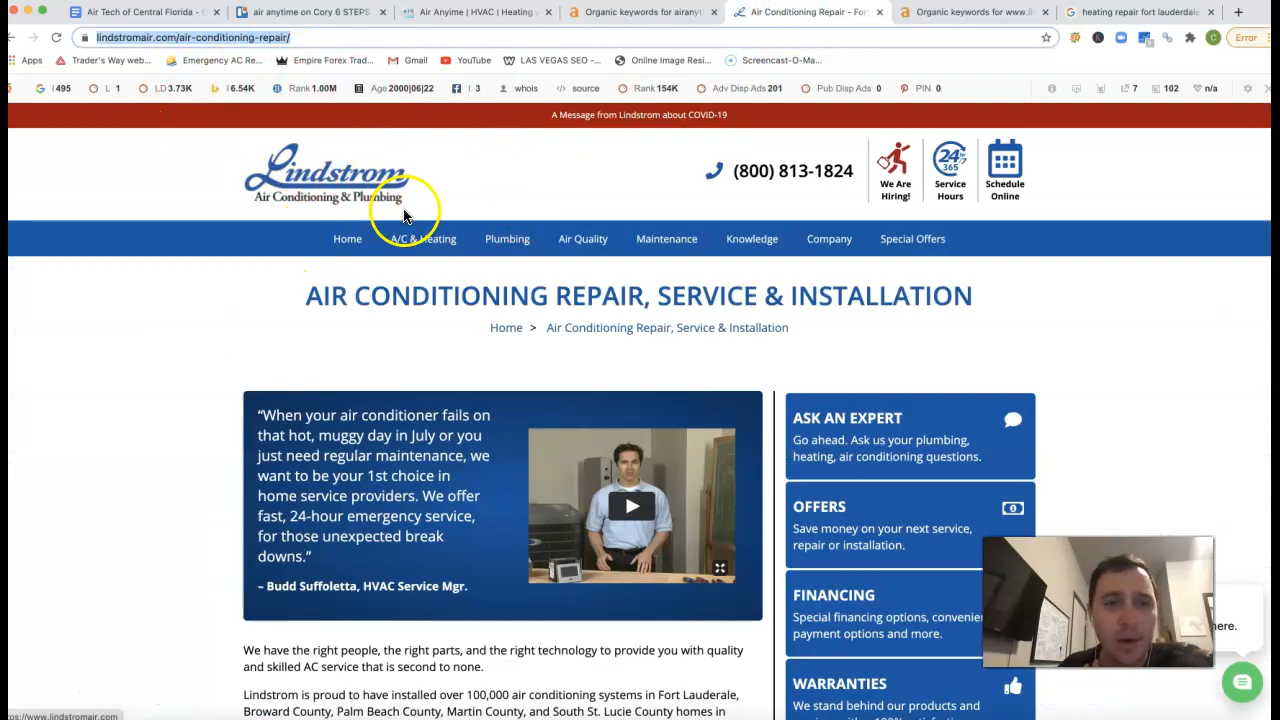 Air Tech of Central Florida -
air anytime on Cory 6 STEPS
Air Anyime | HVAC | Heating
Organic keywords for airanyt
Air Conditioning Repair - For
Organic keywords for www.li
heating repair fort lauderdale
lindstromair.com/air-conditioning-repair/
Error
Apps
Trader's Way web...
Emergency AC Re...
Empire Forex Trad...
Gmail
YouTube
LAS VEGAS SEO -...
Online Image Resi...
Screencast-O-Ma...
I 495
L 1
LD 3.73K
I 6.54K
Rank 1.00M
Age 2000|06|22
I 3
whois
source
Rank 154K
Adv Disp Ads 201
Pub Disp Ads 0
PIN 0
7
102
n/a
A Message from Lindstrom about COVID-19
Lindstrom
Air Conditioning & Plumbing
(800) 813-1824
We Are
Hiring!
24/7
365
Service
Hours
Schedule
Online
Home
A/C & Heating
Plumbing
Air Quality
Maintenance
Knowledge
Company
Special Offers
AIR CONDITIONING REPAIR, SERVICE & INSTALLATION
Home > Air Conditioning Repair, Service & Installation
“When your air conditioner fails on
that hot, muggy day in July or you
just need regular maintenance, we
want to be your 1st choice in
home service providers. We offer
fast, 24-hour emergency service,
for those unexpected break
downs.”
– Budd Suffoletta, HVAC Service Mgr.
ASK AN EXPERT
Go ahead. Ask us your plumbing,
heating, air conditioning questions.
OFFERS
Save money on your next service,
repair or installation.
FINANCING
Special financing options, convenien
payment options and more.
WARRANTIES
We stand behind our products and
We have the right people, the right parts, and the right technology to provide you with quality
and skilled AC service that is second to none.
Lindstrom is proud to have installed over 100,000 air conditioning systems in Fort Lauderdale,
Broward County, Palm Beach County, Martin County, and South St. Lucie County homes in
here.
ps://www.lindstromair.com